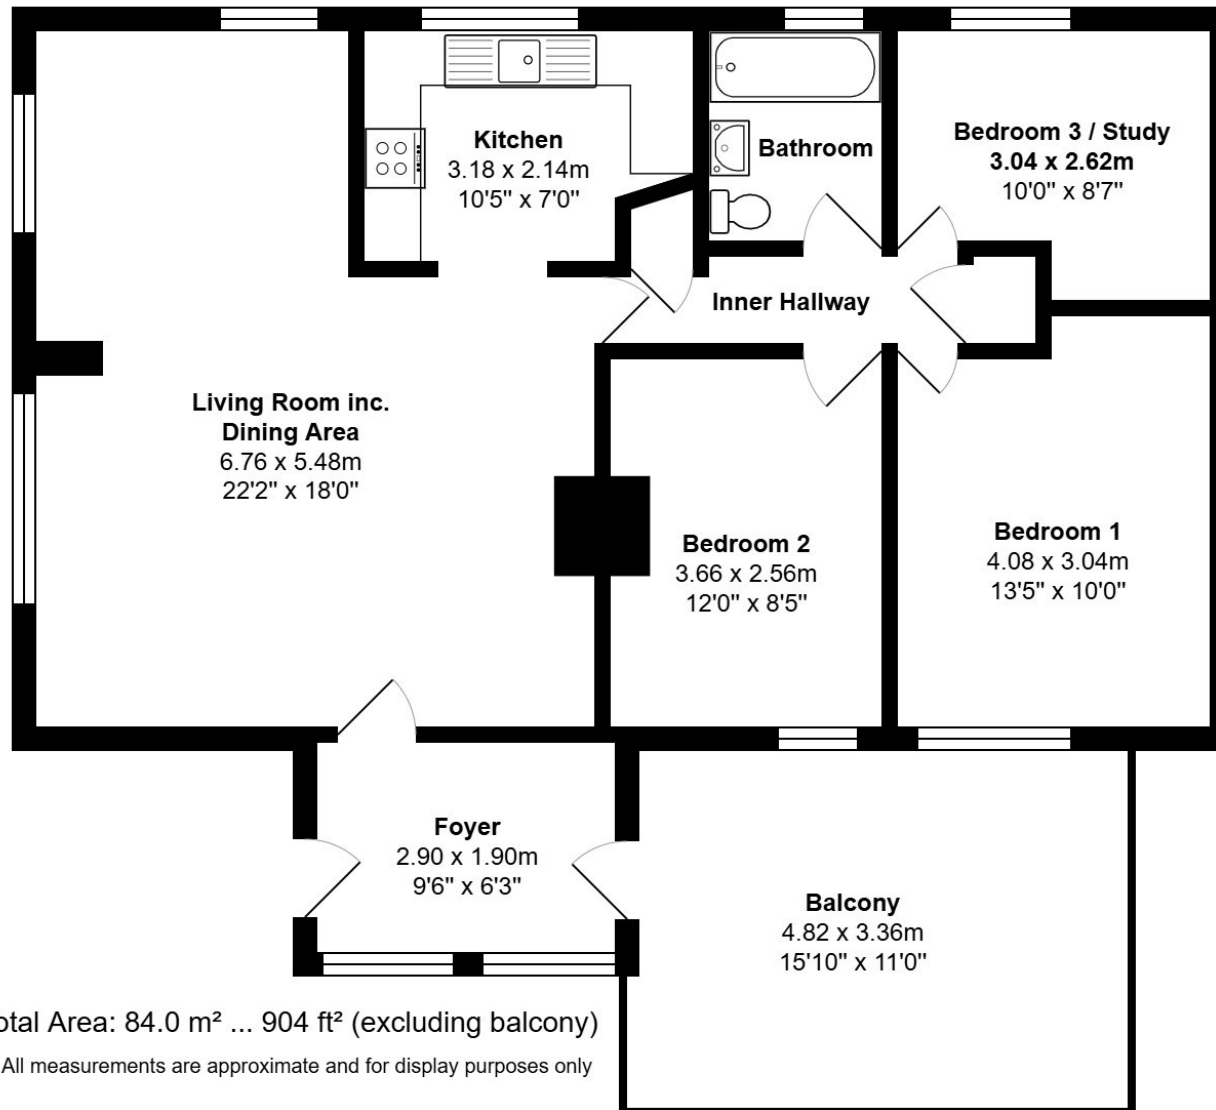 Kitchen
3.18 x 2.14m
10'5" x 7'0"
Bathroom
Bedroom 3 / Study
3.04 x 2.62m
10'0" x 8'7"
Inner Hallway
Living Room inc.
Dining Area
6.76 x 5.48m
22'2" x 18'0"
Bedroom 2
3.66 x 2.56m
12'0" x 8'5"
Bedroom 1
4.08 x 3.04m
13'5" x 10'0"
Foyer
2.90 x 1.90m
9'6" x 6'3"
Balcony
4.82 x 3.36m
15'10" x 11'0"
otal Area: 84.0 m² ... 904 ft² (excluding balcony)
All measurements are approximate and for display purposes only